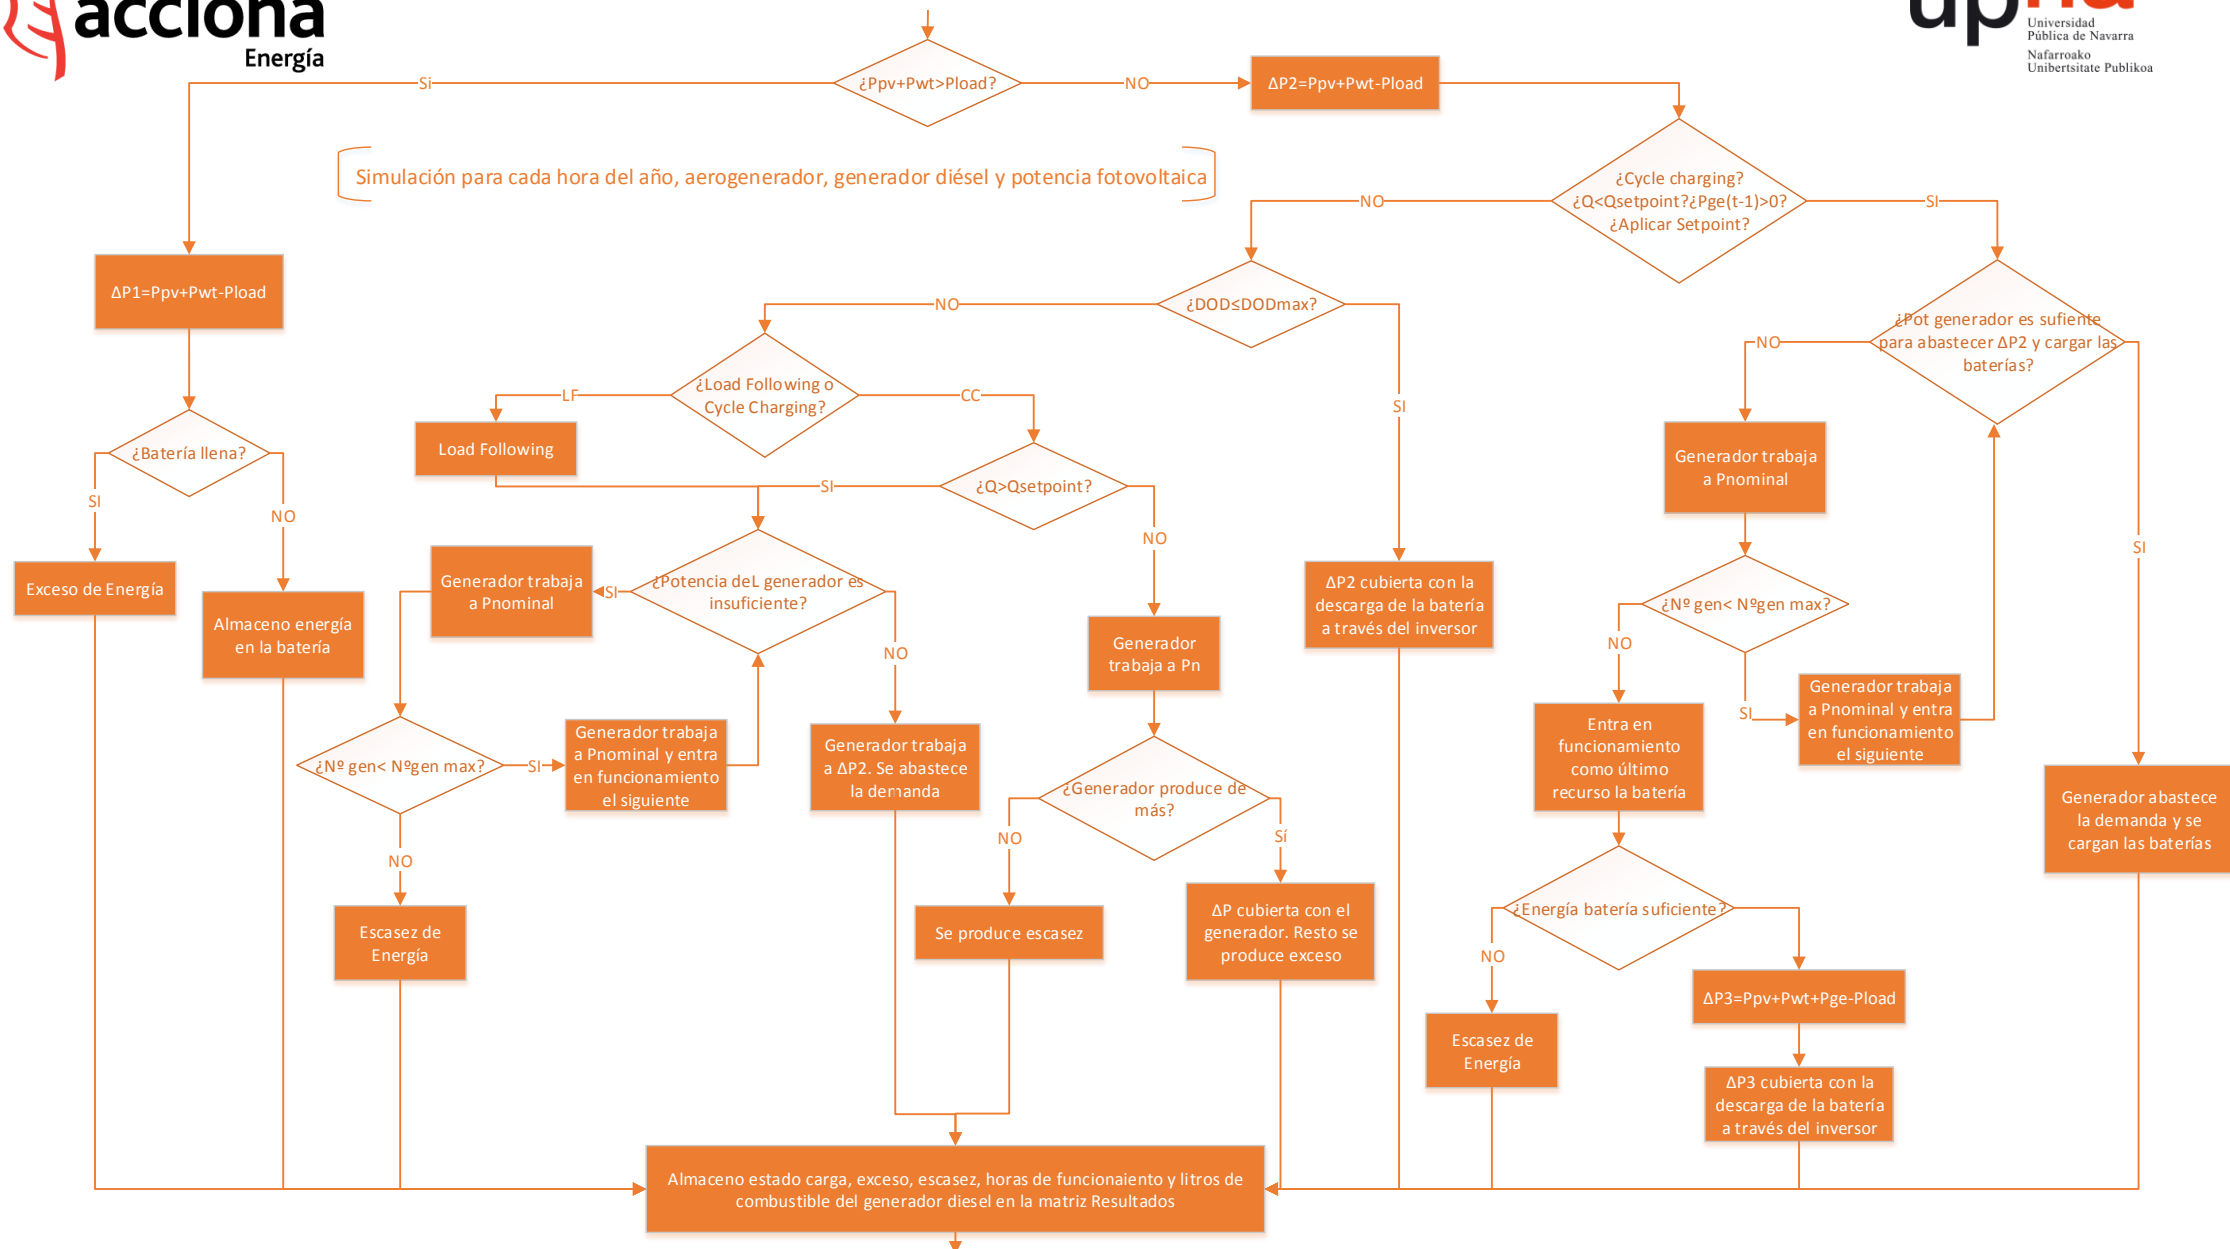 acciona
Energía
upna
Universidad
Pública de Navarra
Nafarroako
Unibertsitate Publikoa
¿Ppv+Pwt>Pload?
Si
NO
ΔP2=Ppv+Pwt-Pload
Simulación para cada hora del año, aerogenerador, generador diésel y potencia fotovoltaica
¿Cycle charging?
¿Q<Qsetpoint?¿Pge(t-1)>0?
¿Aplicar Setpoint?
NO
SI
ΔP1=Ppv+Pwt-Pload
¿DOD≤DODmax?
NO
SI
¿Pot generador es sufiente
para abastecer ΔP2 y cargar las
baterías?
NO
SI
¿Load Following o
Cycle Charging?
LF
CC
Load Following
¿Batería llena?
SI
NO
Generador trabaja
a Pnominal
¿Q>Qsetpoint?
SI
NO
Exceso de Energía
Almaceno energía
en la batería
Generador trabaja
a Pnominal
SI
¿Potencia deL generador es
insuficiente?
NO
ΔP2 cubierta con la
descarga de la batería
a través del inversor
¿Nº gen< Nºgen max?
NO
SI
Generador
trabaja a Pn
Generador trabaja
a Pnominal y entra
en funcionamiento
el siguiente
Entra en
funcionamiento
como último
recurso la batería
¿Nº gen< Nºgen max?
SI
NO
Generador trabaja
a Pnominal y entra
en funcionamiento
el siguiente
Generador trabaja
a ΔP2. Se abastece
la demanda
¿Generador produce de
más?
NO
Sí
Generador abastece
la demanda y se
cargan las baterías
Escasez de
Energía
Se produce escasez
ΔP cubierta con el
generador. Resto se
produce exceso
¿Energía batería suficiente?
NO
ΔP3=Ppv+Pwt+Pge-Pload
Escasez de
Energía
ΔP3 cubierta con la
descarga de la batería
a través del inversor
Almaceno estado carga, exceso, escasez, horas de funcionaiento y litros de
combustible del generador diesel en la matriz Resultados